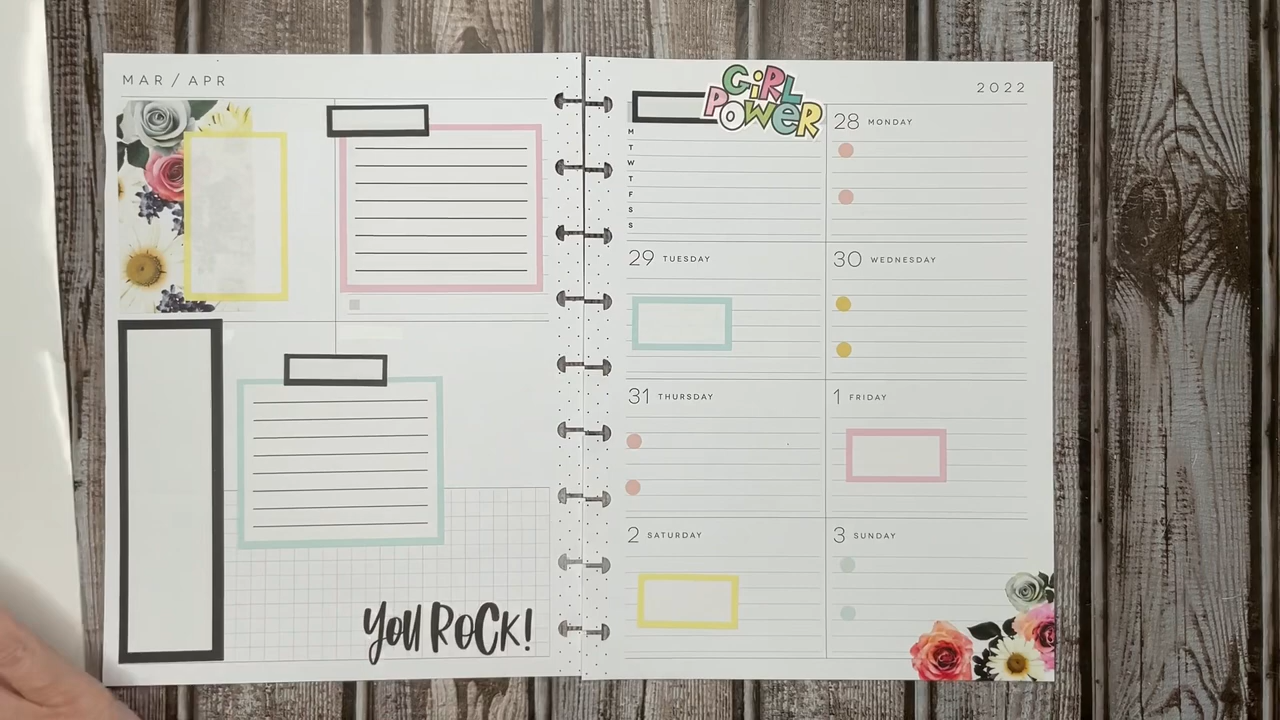 MAR / APR
YOU ROCK!
GiRL
POWER
2022
M
T
W
T
F
S
S
28 MONDAY
29 TUESDAY
30 WEDNESDAY
31 THURSDAY
1 FRIDAY
2 SATURDAY
3 SUNDAY